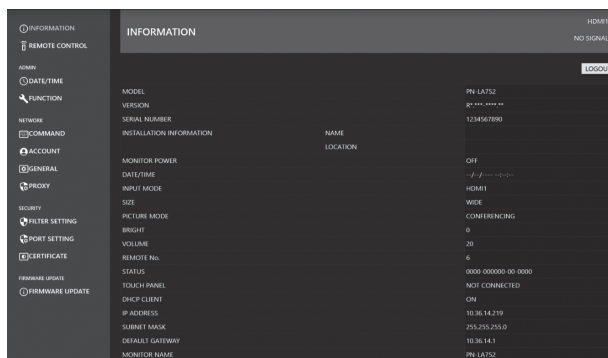 INFORMATION
REMOTE CONTROL
ADMIN
DATE/TIME
FUNCTION
NETWORK
COMMAND
ACCOUNT
GENERAL
PROXY
SECURITY
FILTER SETTING
PORT SETTING
CERTIFICATE
FIRMWARE UPDATE
FIRMWARE UPDATE
INFORMATION
HDMI1
NO SIGNAL
LOGOU
MODEL PN-LA752
VERSION R*.***-****.**
SERIAL NUMBER 1234567890
INSTALLATION INFORMATION NAME
LOCATION
MONITOR POWER OFF
DATE/TIME --/--/---- --:--:--
INPUT MODE HDMI1
SIZE WIDE
PICTURE MODE CONFERENCING
BRIGHT 0
VOLUME 20
REMOTE No. 6
STATUS 0000-000000-00-0000
TOUCH PANEL NOT CONNECTED
DHCP CLIENT ON
IP ADDRESS 10.36.14.219
SUBNET MASK 255.255.255.0
DEFAULT GATEWAY 10.36.14.1
MONITOR NAME PN-LA752